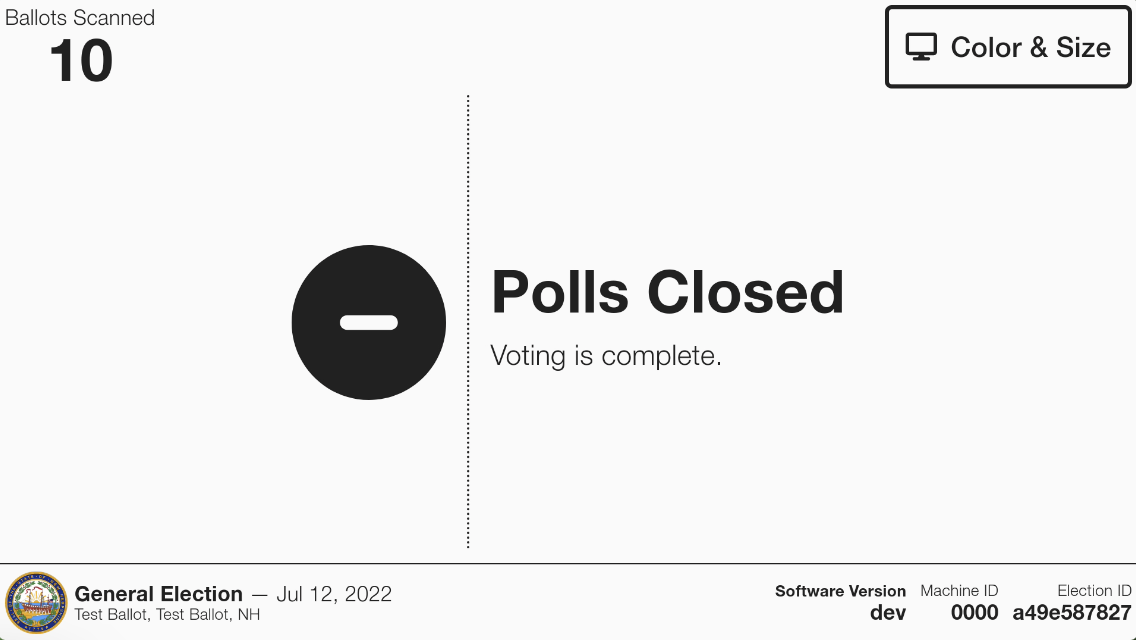 Ballots Scanned
10
Color & Size
Polls Closed
Voting is complete.
General Election — Jul 12, 2022
Test Ballot, Test Ballot, NH
Software Version
dev
Machine ID
0000
Election ID
a49e587827